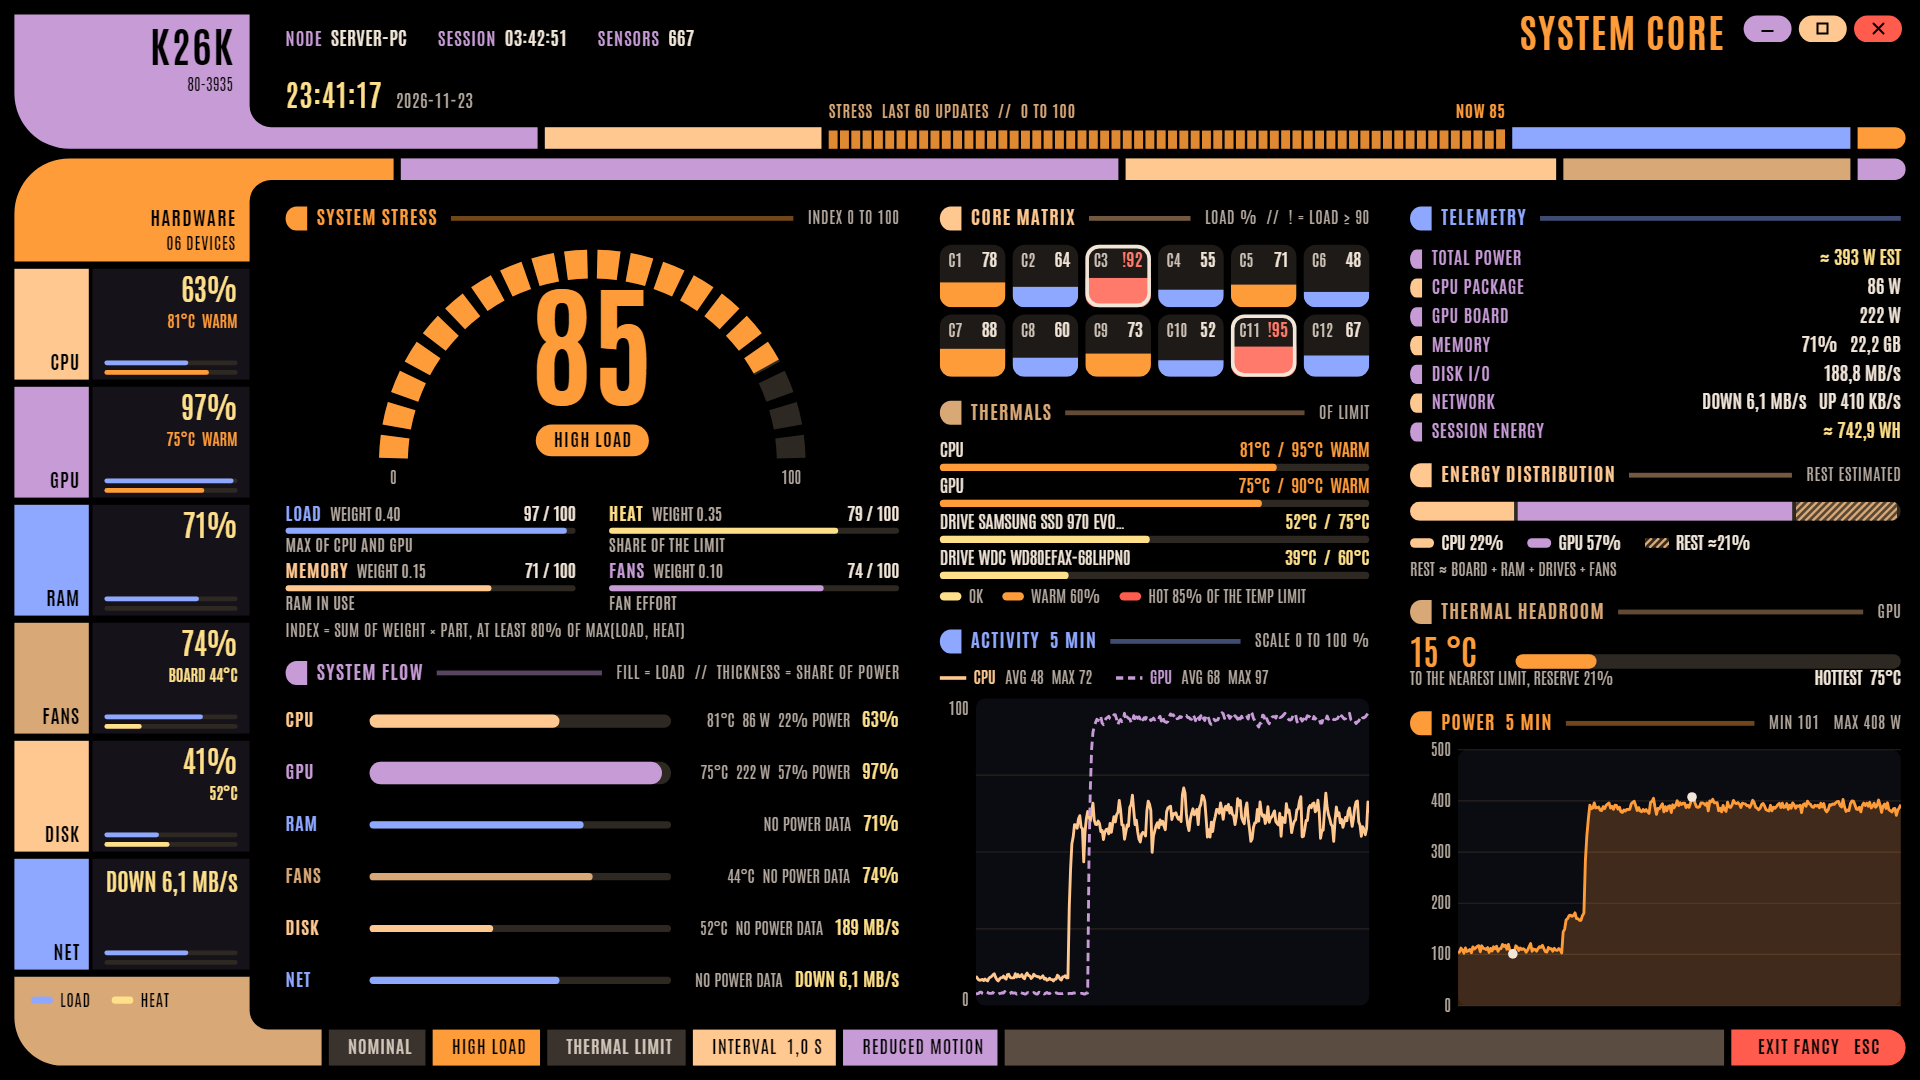 K26K
80-3935
NODE SERVER-PC SESSION 03:42:51 SENSORS 667
23:41:17 2026-11-23
SYSTEM CORE
STRESS LAST 60 UPDATES // 0 TO 100 NOW 85
HARDWARE
06 DEVICES
63%
81°C WARM
CPU
97%
75°C WARM
GPU
71%
RAM
74%
BOARD 44°C
FANS
41%
52°C
DISK
DOWN 6,1 MB/s
NET
LOAD HEAT
SYSTEM STRESS INDEX 0 TO 100
85
HIGH LOAD
0 100
LOAD WEIGHT 0.40 97 / 100
MAX OF CPU AND GPU
HEAT WEIGHT 0.35 79 / 100
SHARE OF THE LIMIT
MEMORY WEIGHT 0.15 71 / 100
RAM IN USE
FANS WEIGHT 0.10 74 / 100
FAN EFFORT
INDEX = SUM OF WEIGHT × PART, AT LEAST 80% OF MAX(LOAD, HEAT)
SYSTEM FLOW FILL = LOAD // THICKNESS = SHARE OF POWER
CPU 81°C 86 W 22% POWER 63%
GPU 75°C 222 W 57% POWER 97%
RAM NO POWER DATA 71%
FANS 44°C NO POWER DATA 74%
DISK 52°C NO POWER DATA 189 MB/s
NET NO POWER DATA DOWN 6,1 MB/s
CORE MATRIX LOAD % // ! = LOAD ≥ 90
C1 78 C2 64 C3 !92 C4 55 C5 71 C6 48
C7 88 C8 60 C9 73 C10 52 C11 !95 C12 67
THERMALS OF LIMIT
CPU 81°C / 95°C WARM
GPU 75°C / 90°C WARM
DRIVE SAMSUNG SSD 970 EVO... 52°C / 75°C
DRIVE WDC WD80EFAX-68LHPN0 39°C / 60°C
OK WARM 60% HOT 85% OF THE TEMP LIMIT
ACTIVITY 5 MIN SCALE 0 TO 100 %
CPU AVG 48 MAX 72 GPU AVG 68 MAX 97
100
0
TELEMETRY
TOTAL POWER ≈ 393 W EST
CPU PACKAGE 86 W
GPU BOARD 222 W
MEMORY 71% 22,2 GB
DISK I/O 188,8 MB/s
NETWORK DOWN 6,1 MB/s UP 410 KB/s
SESSION ENERGY ≈ 742,9 WH
ENERGY DISTRIBUTION REST ESTIMATED
CPU 22% GPU 57% REST ≈21%
REST ≈ BOARD + RAM + DRIVES + FANS
THERMAL HEADROOM GPU
15 °C
TO THE NEAREST LIMIT, RESERVE 21% HOTTEST 75°C
POWER 5 MIN MIN 101 MAX 408 W
500
400
300
200
100
0
NOMINAL HIGH LOAD THERMAL LIMIT INTERVAL 1,0 S REDUCED MOTION EXIT FANCY ESC